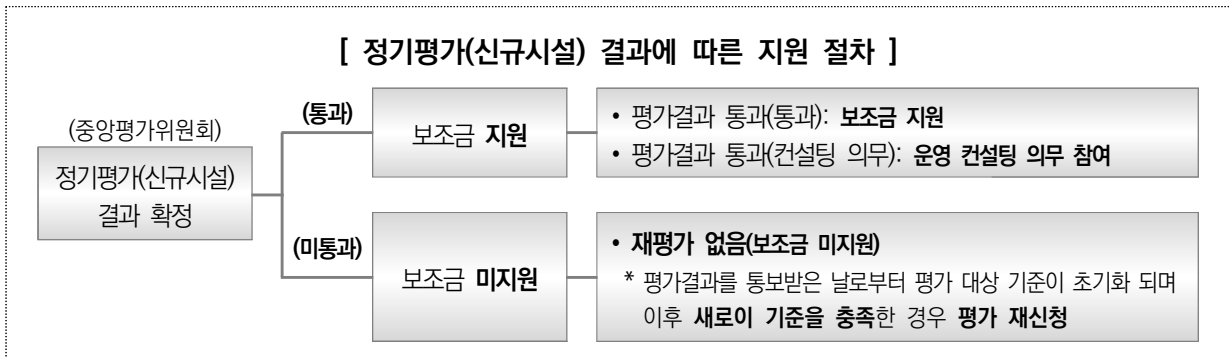 [ 정기평가(신규시설) 결과에 따른 지원 절차 ]
(중앙평가위원회)
정기평가(신규시설)
결과 확정
(통과)
보조금 지원
• 평가결과 통과(통과): 보조금 지원
• 평가결과 통과(컨설팅 의무): 운영 컨설팅 의무 참여
(미통과)
보조금 미지원
• 재평가 없음(보조금 미지원)
* 평가결과를 통보받은 날로부터 평가 대상 기준이 초기화 되며
이후 새로이 기준을 충족한 경우 평가 재신청